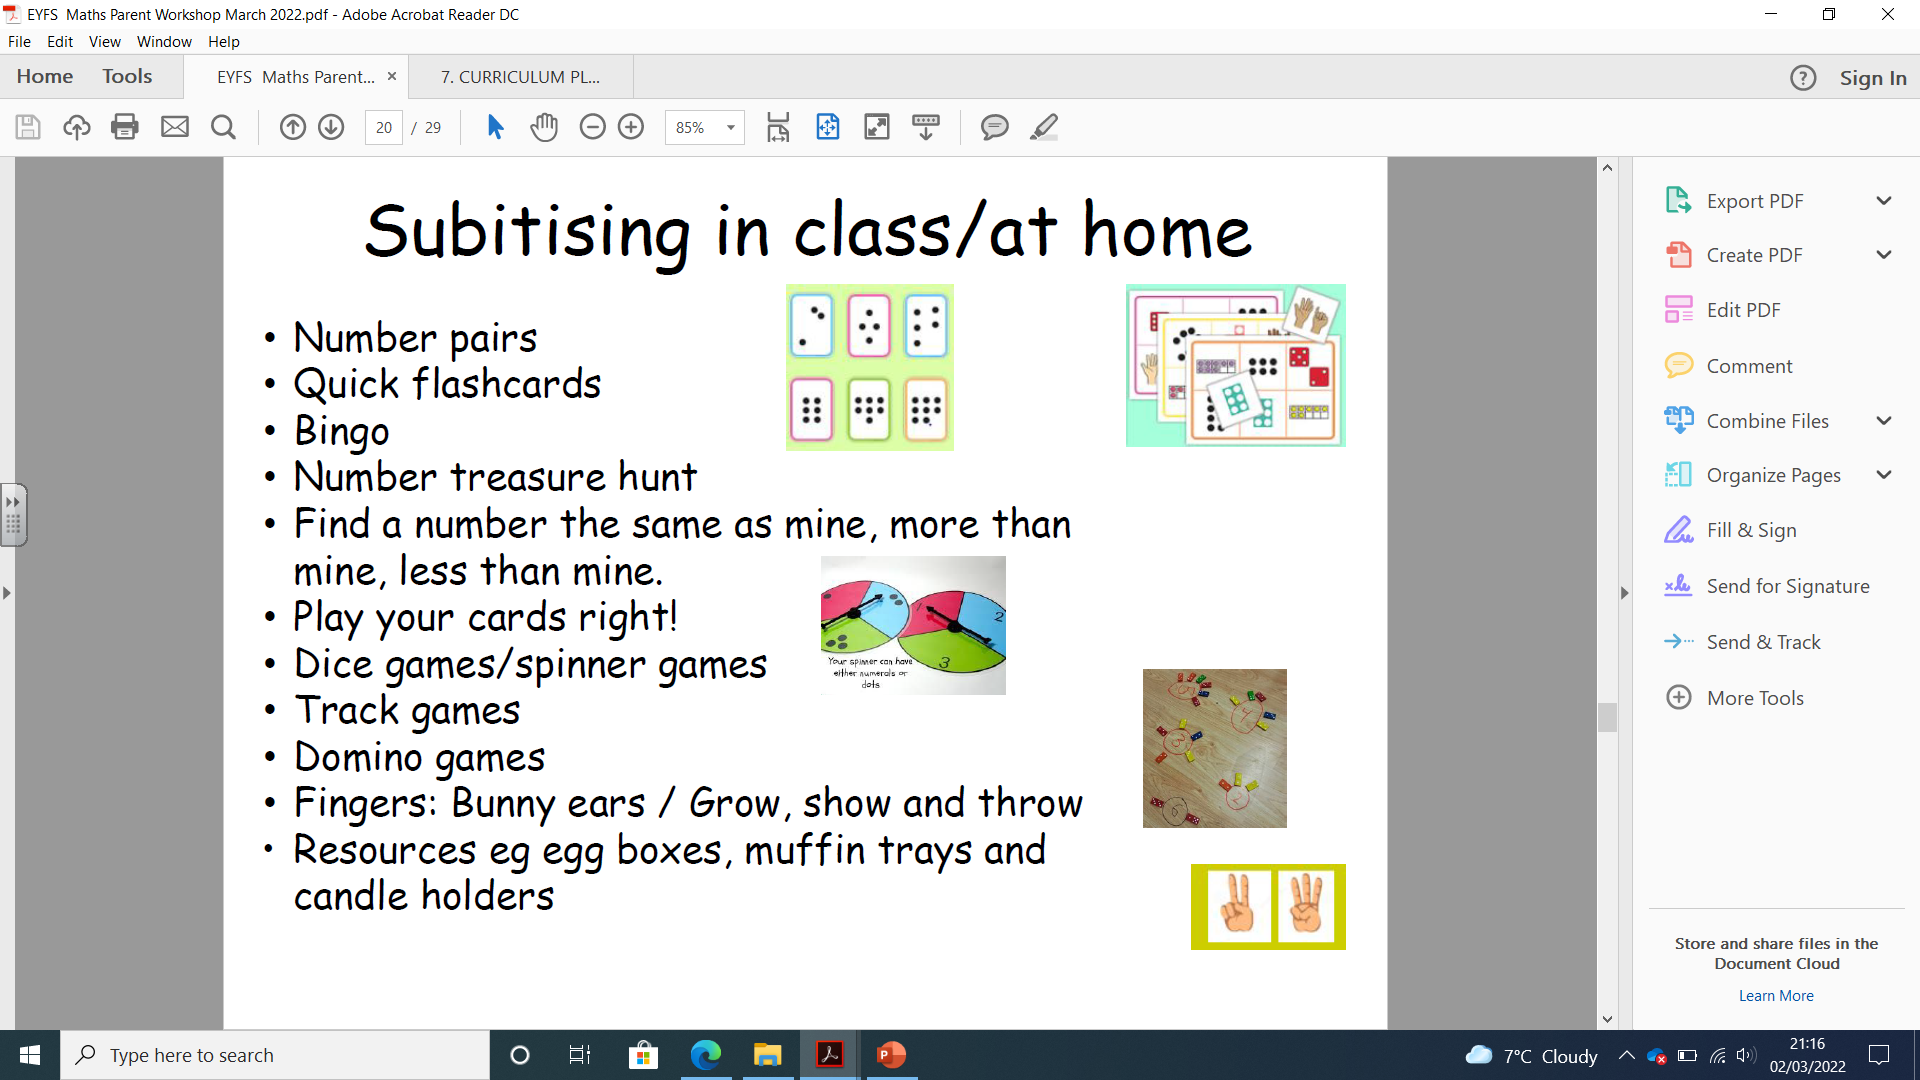 EYFS  Maths Parent Workshop March 2022.pdf - Adobe Acrobat Reader DC
File Edit View Window Help
Home Tools EYFS  Maths Parent... × 7. CURRICULUM PL... ? Sign In
20 / 29 85%
Subitising in class/at home
• Number pairs
• Quick flashcards
• Bingo
• Number treasure hunt
• Find a number the same as mine, more than
mine, less than mine.
• Play your cards right!
• Dice games/spinner games
• Track games
• Domino games
• Fingers: Bunny ears / Grow, show and throw
• Resources eg egg boxes, muffin trays and
candle holders
1
2
3
Your spinner can have
either numerals or
dots
4
3
Export PDF
Create PDF
Edit PDF
Comment
Combine Files
Organize Pages
Fill & Sign
Send for Signature
Send & Track
More Tools
Store and share files in the
Document Cloud
Learn More
Type here to search
7°C Cloudy
21:16
02/03/2022